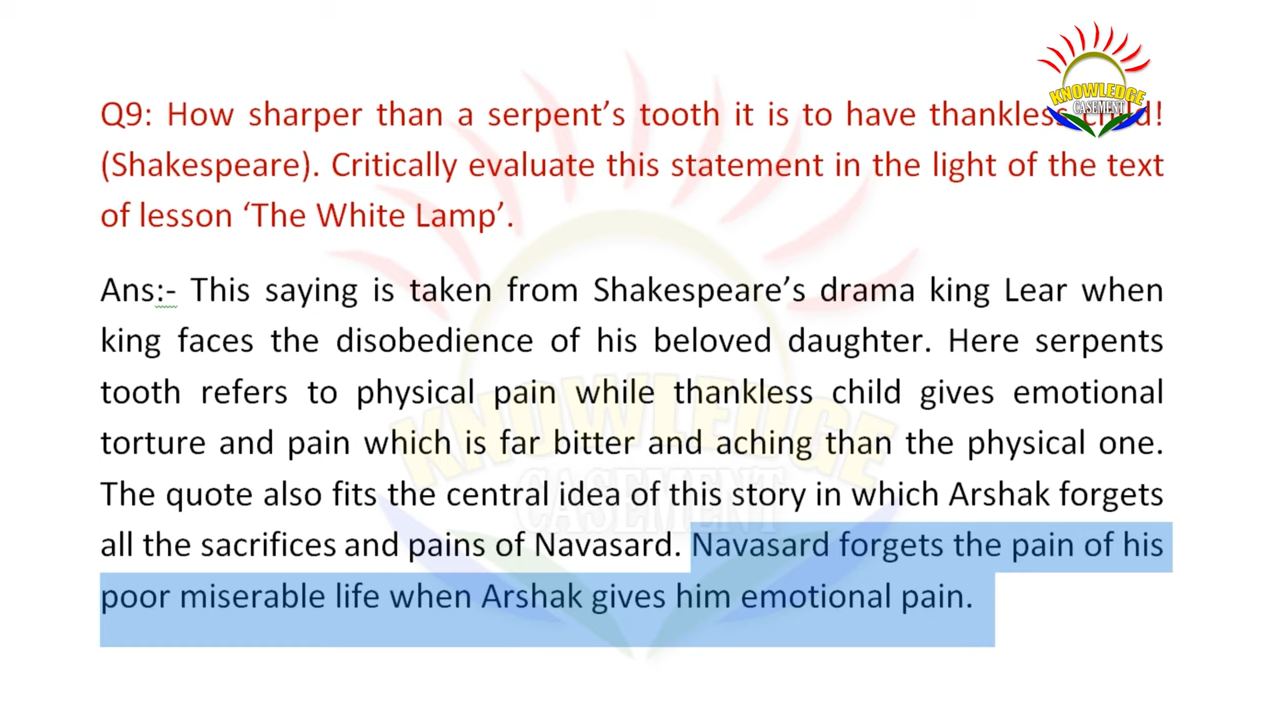 KNOWLEDGE
CASEMENT
Q9: How sharper than a serpent's tooth it is to have thankless child!
(Shakespeare). Critically evaluate this statement in the light of the text
of lesson 'The White Lamp'.
Ans:- This saying is taken from Shakespeare's drama king Lear when
king faces the disobedience of his beloved daughter. Here serpents
tooth refers to physical pain while thankless child gives emotional
torture and pain which is far bitter and aching than the physical one.
The quote also fits the central idea of this story in which Arshak forgets
all the sacrifices and pains of Navasard. Navasard forgets the pain of his
poor miserable life when Arshak gives him emotional pain.
KNOWLEDGE
CASEMENT